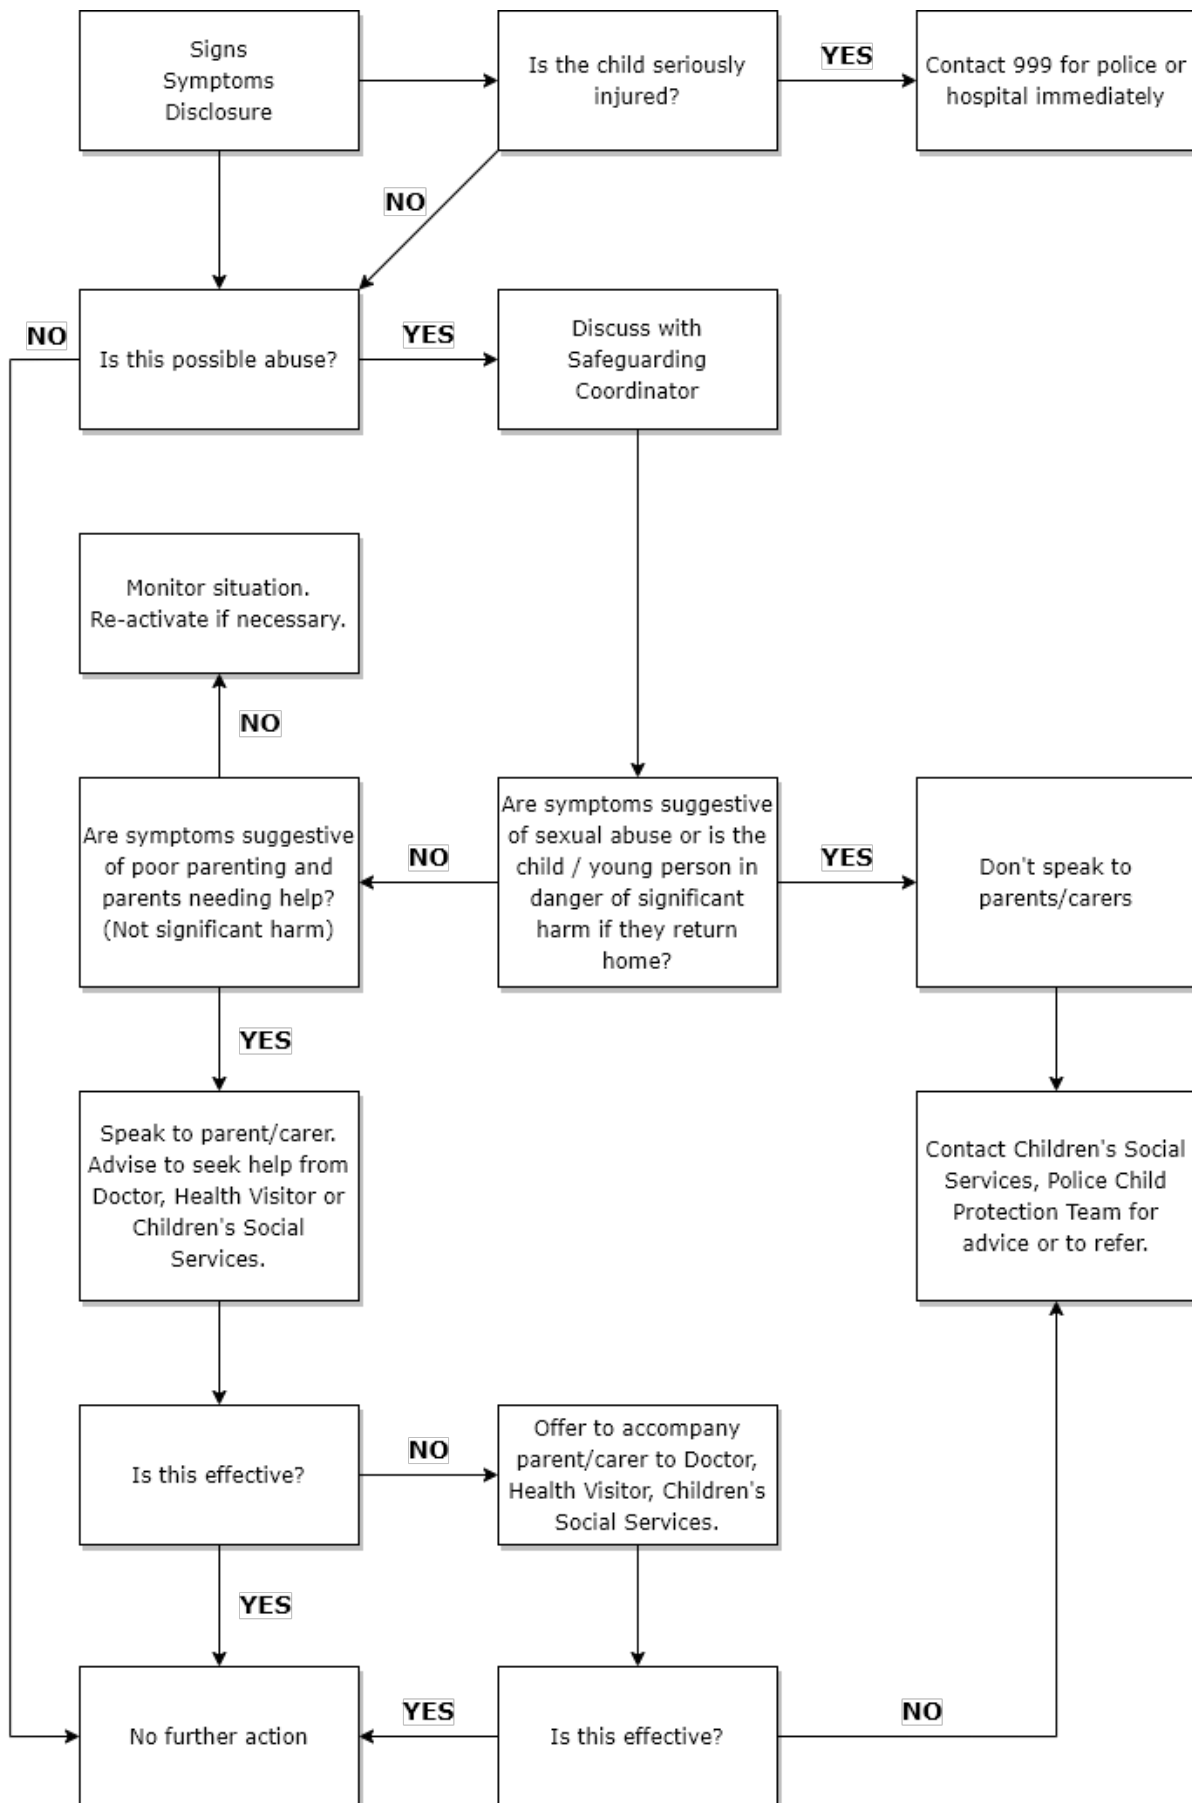 Signs
Symptoms
Disclosure
Is the child seriously
injured?
YES
Contact 999 for police or
hospital immediately
NO
NO
Is this possible abuse?
YES
Discuss with
Safeguarding
Coordinator
Monitor situation.
Re-activate if necessary.
NO
Are symptoms suggestive
of poor parenting and
parents needing help?
(Not significant harm)
NO
Are symptoms suggestive
of sexual abuse or is the
child / young person in
danger of significant
harm if they return
home?
YES
Don't speak to
parents/carers
YES
Speak to parent/carer.
Advise to seek help from
Doctor, Health Visitor or
Children's Social
Services.
Contact Children's Social
Services, Police Child
Protection Team for
advice or to refer.
Is this effective?
NO
Offer to accompany
parent/carer to Doctor,
Health Visitor, Children's
Social Services.
YES
No further action
YES
Is this effective?
NO